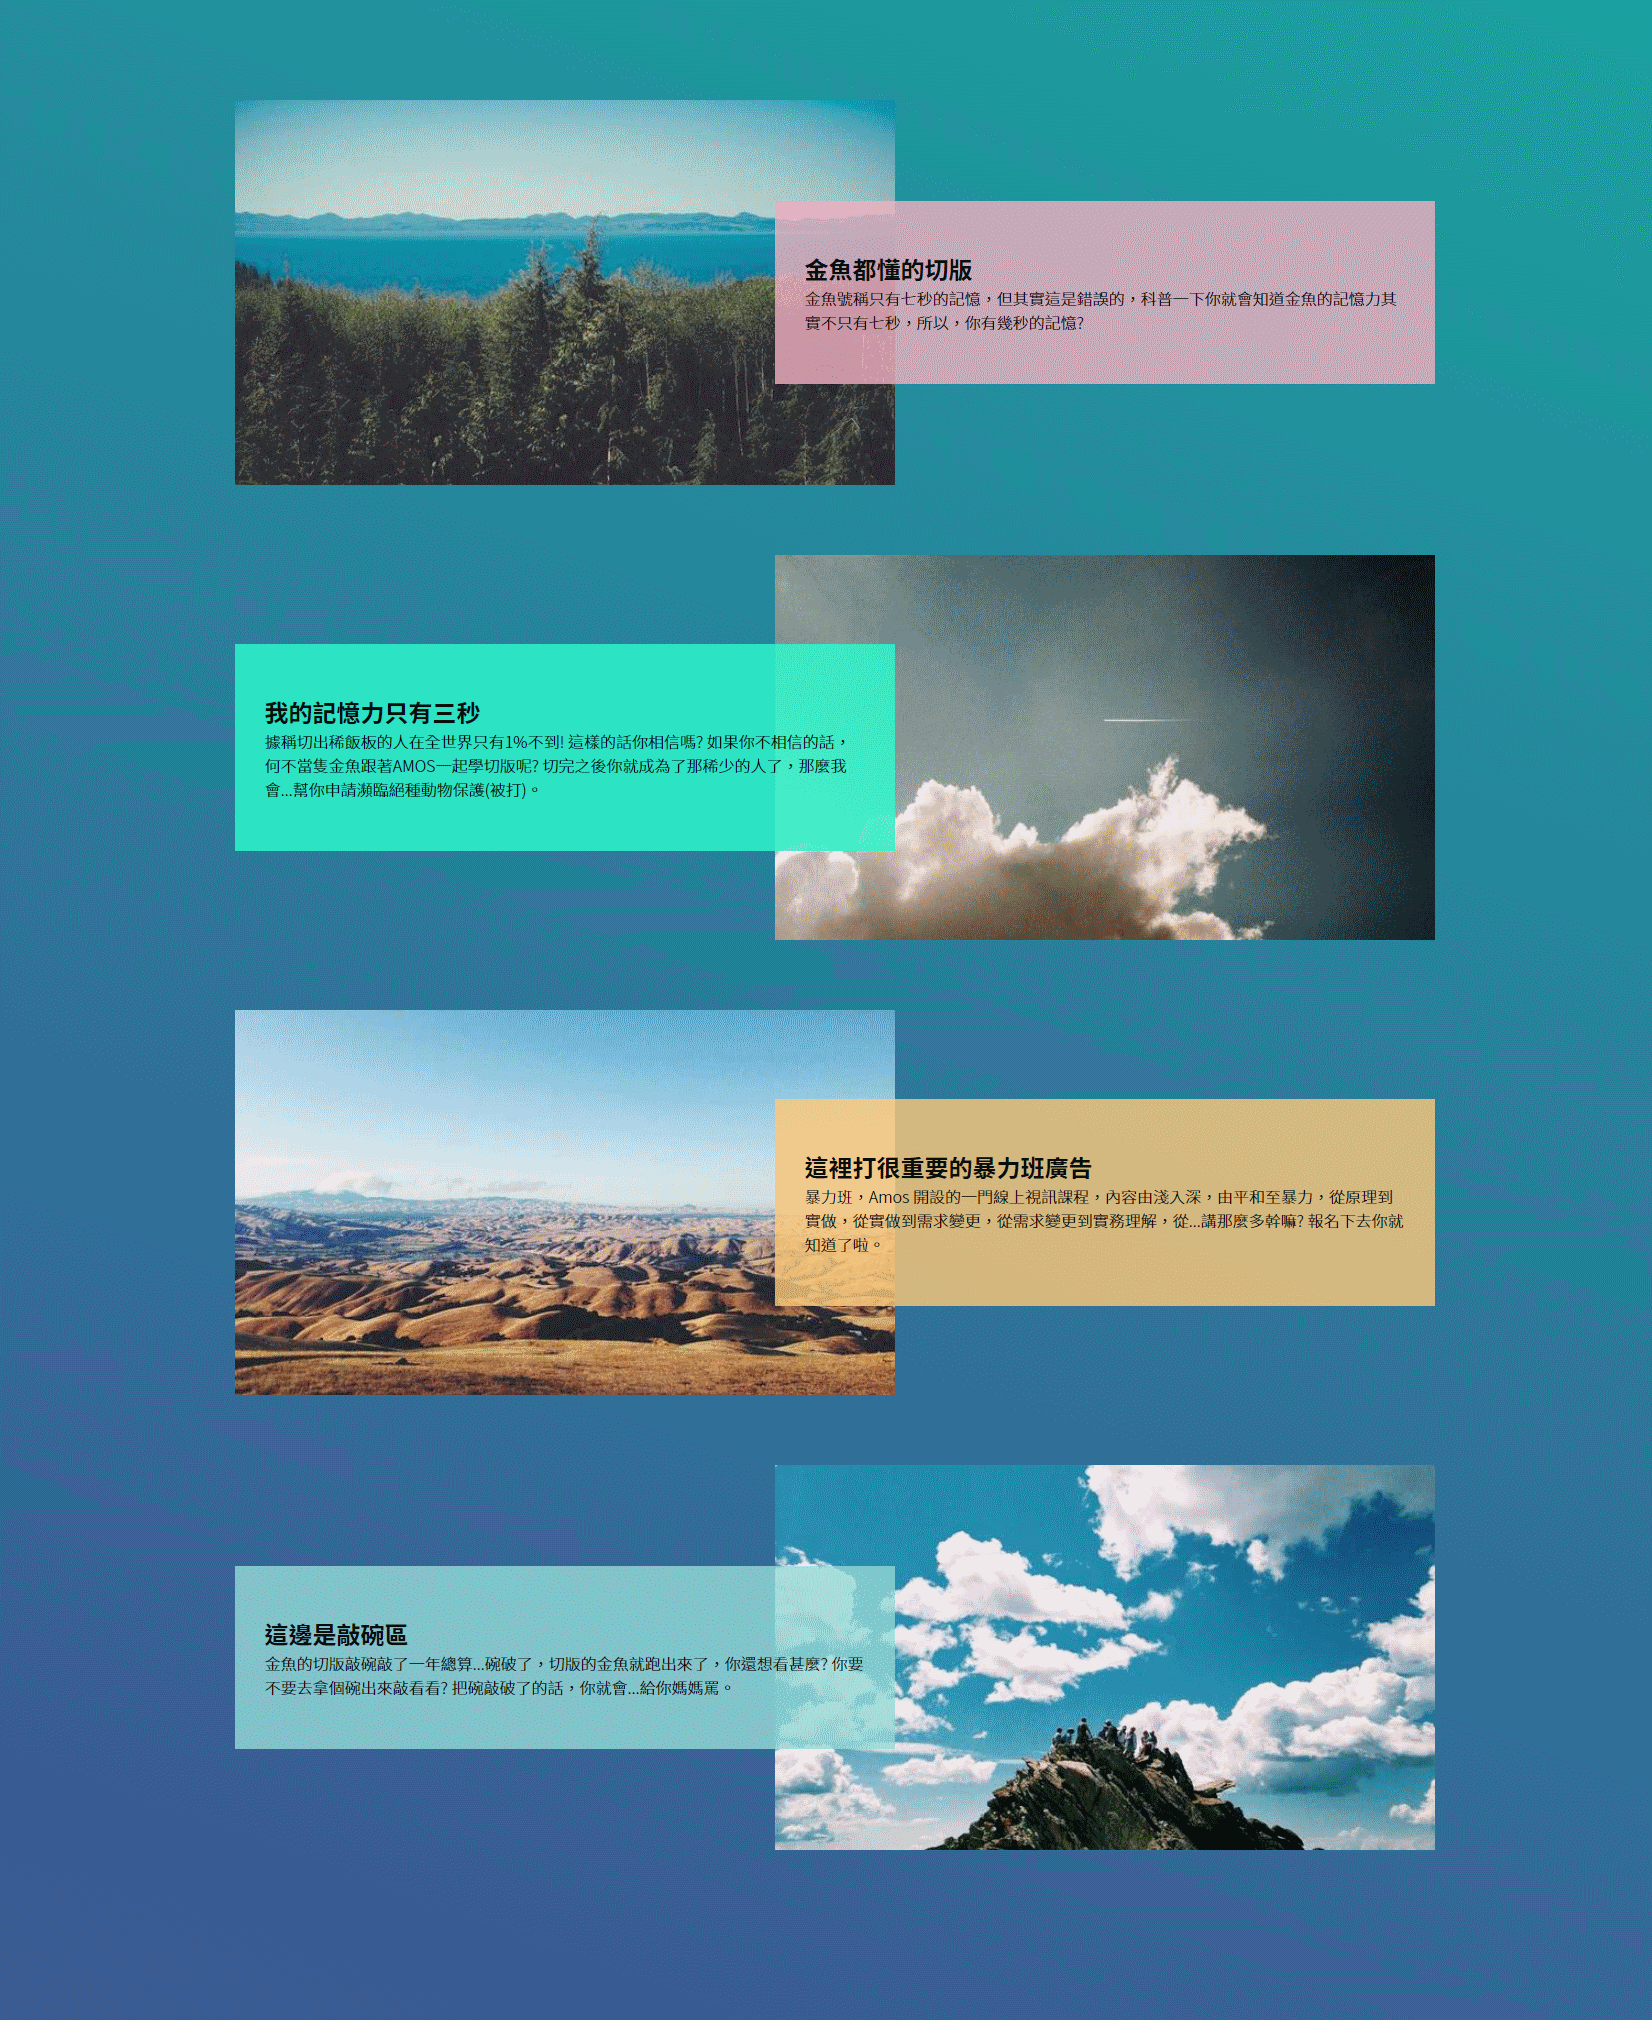 金魚都懂的切版
金魚號稱只有七秒的記憶，但其實這是錯誤的，科普一下你就會知道金魚的記憶力其
實不只有七秒，所以，你有幾秒的記憶?
我的記憶力只有三秒
據稱切出稀飯板的人在全世界只有1%不到! 這樣的話你相信嗎? 如果你不相信的話，
何不當隻金魚跟著AMOS一起學切版呢? 切完之後你就成為了那稀少的人了，那麼我
會...幫你申請瀕臨絕種動物保護(被打)。
這裡打很重要的暴力班廣告
暴力班，Amos 開設的一門線上視訊課程，內容由淺入深，由平和至暴力，從原理到
實做，從實做到需求變更，從需求變更到實務理解，從...講那麼多幹嘛? 報名下去你就
知道了啦。
這邊是敲碗區
金魚的切版敲碗敲了一年總算...碗破了，切版的金魚就跑出來了，你還想看甚麼? 你要
不要去拿個碗出來敲看看? 把碗敲破了的話，你就會...給你媽媽罵。